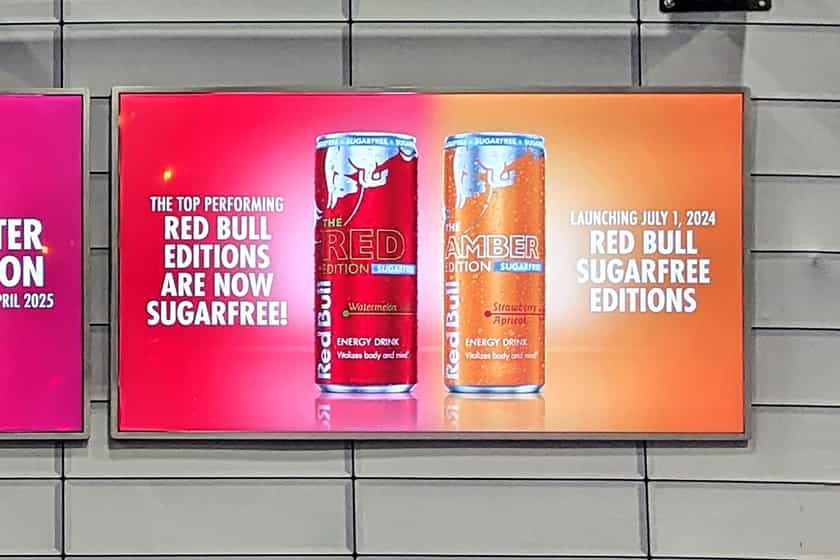 TER
ON
PRIL 2025
THE TOP PERFORMING
RED BULL
EDITIONS
ARE NOW
SUGARFREE!
SUGARFREE
THE
RED
EDITION SUGARFREE
Watermelon
Red Bull
ENERGY DRINK
Vitalizes body and mind.
SUGARFREE
THE
AMBER
EDITION SUGARFREE
Strawberry
Apricot
Red Bull
ENERGY DRINK
Vitalizes body and mind.
LAUNCHING JULY 1, 2024
RED BULL
SUGARFREE
EDITIONS